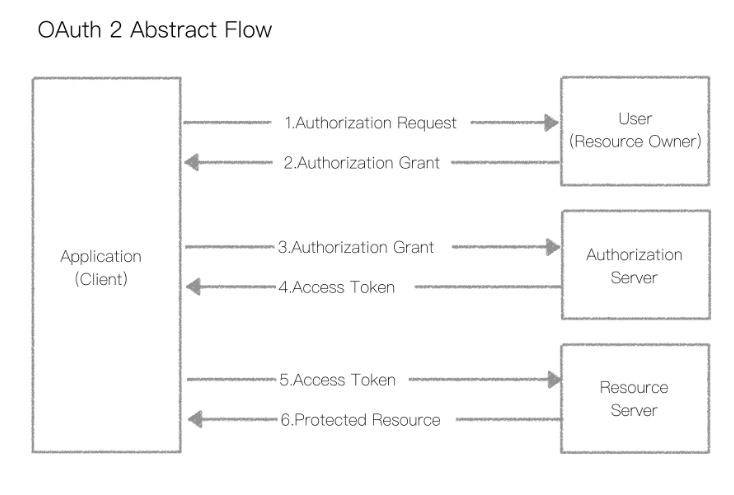 OAuth 2 Abstract Flow
1.Authorization Request
User
(Resource Owner)
2.Authorization Grant
Application
(Client)
3.Authorization Grant
Authorization
Server
4.Access Token
5.Access Token
Resource
Server
6.Protected Resource